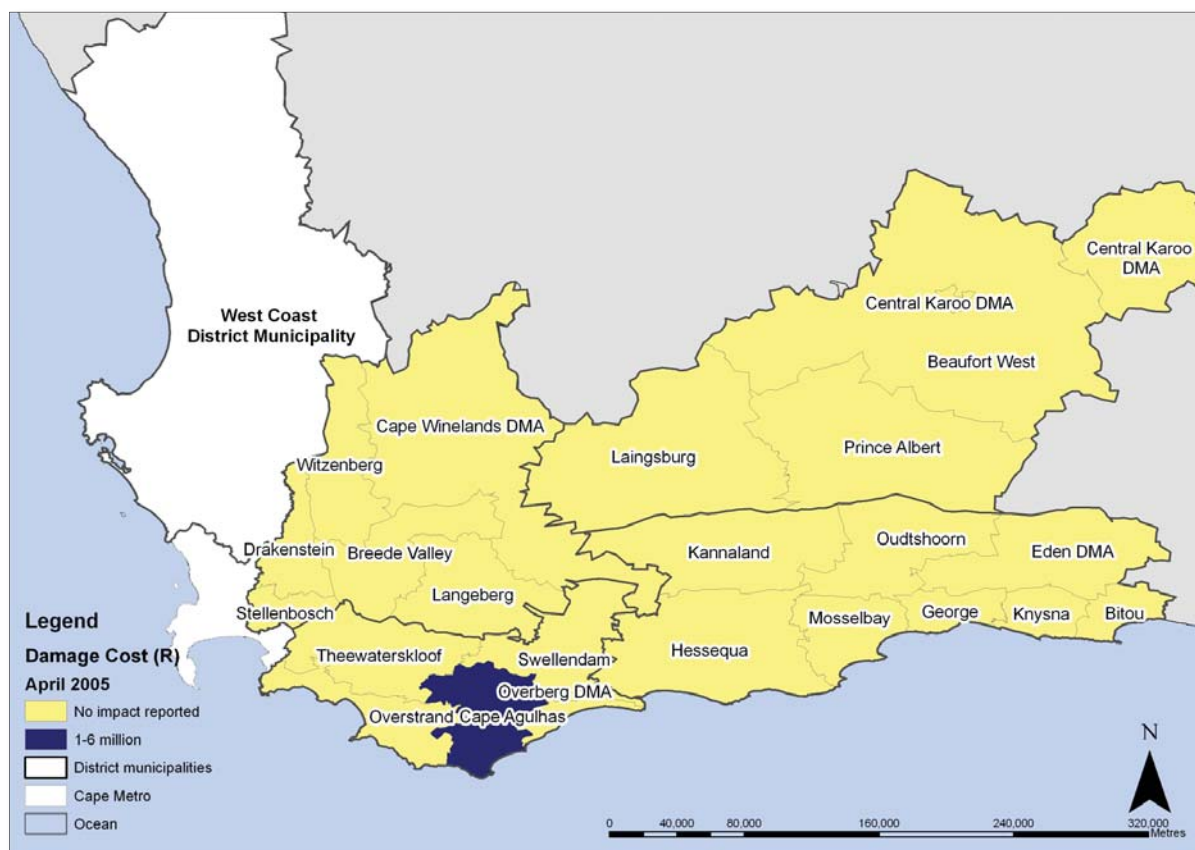 Central Karoo
DMA
Central Karoo DMA
West Coast
District Municipality
Beaufort West
Cape Winelands DMA
Prince Albert
Laingsburg
Witzenberg
Oudtshoorn
Drakenstein
Breede Valley
Kannaland
Eden DMA
Langeberg
Stellenbosch
Mosselbay
George
Knysna
Bitou
Theewaterskloof
Swellendam
Hessequa
Overberg DMA
Overstrand
Cape Agulhas
Legend
Damage Cost (R)
April 2005
No impact reported
1-6 million
District municipalities
Cape Metro
Ocean
N
0 40,000 80,000 160,000 240,000 320,000
Metres